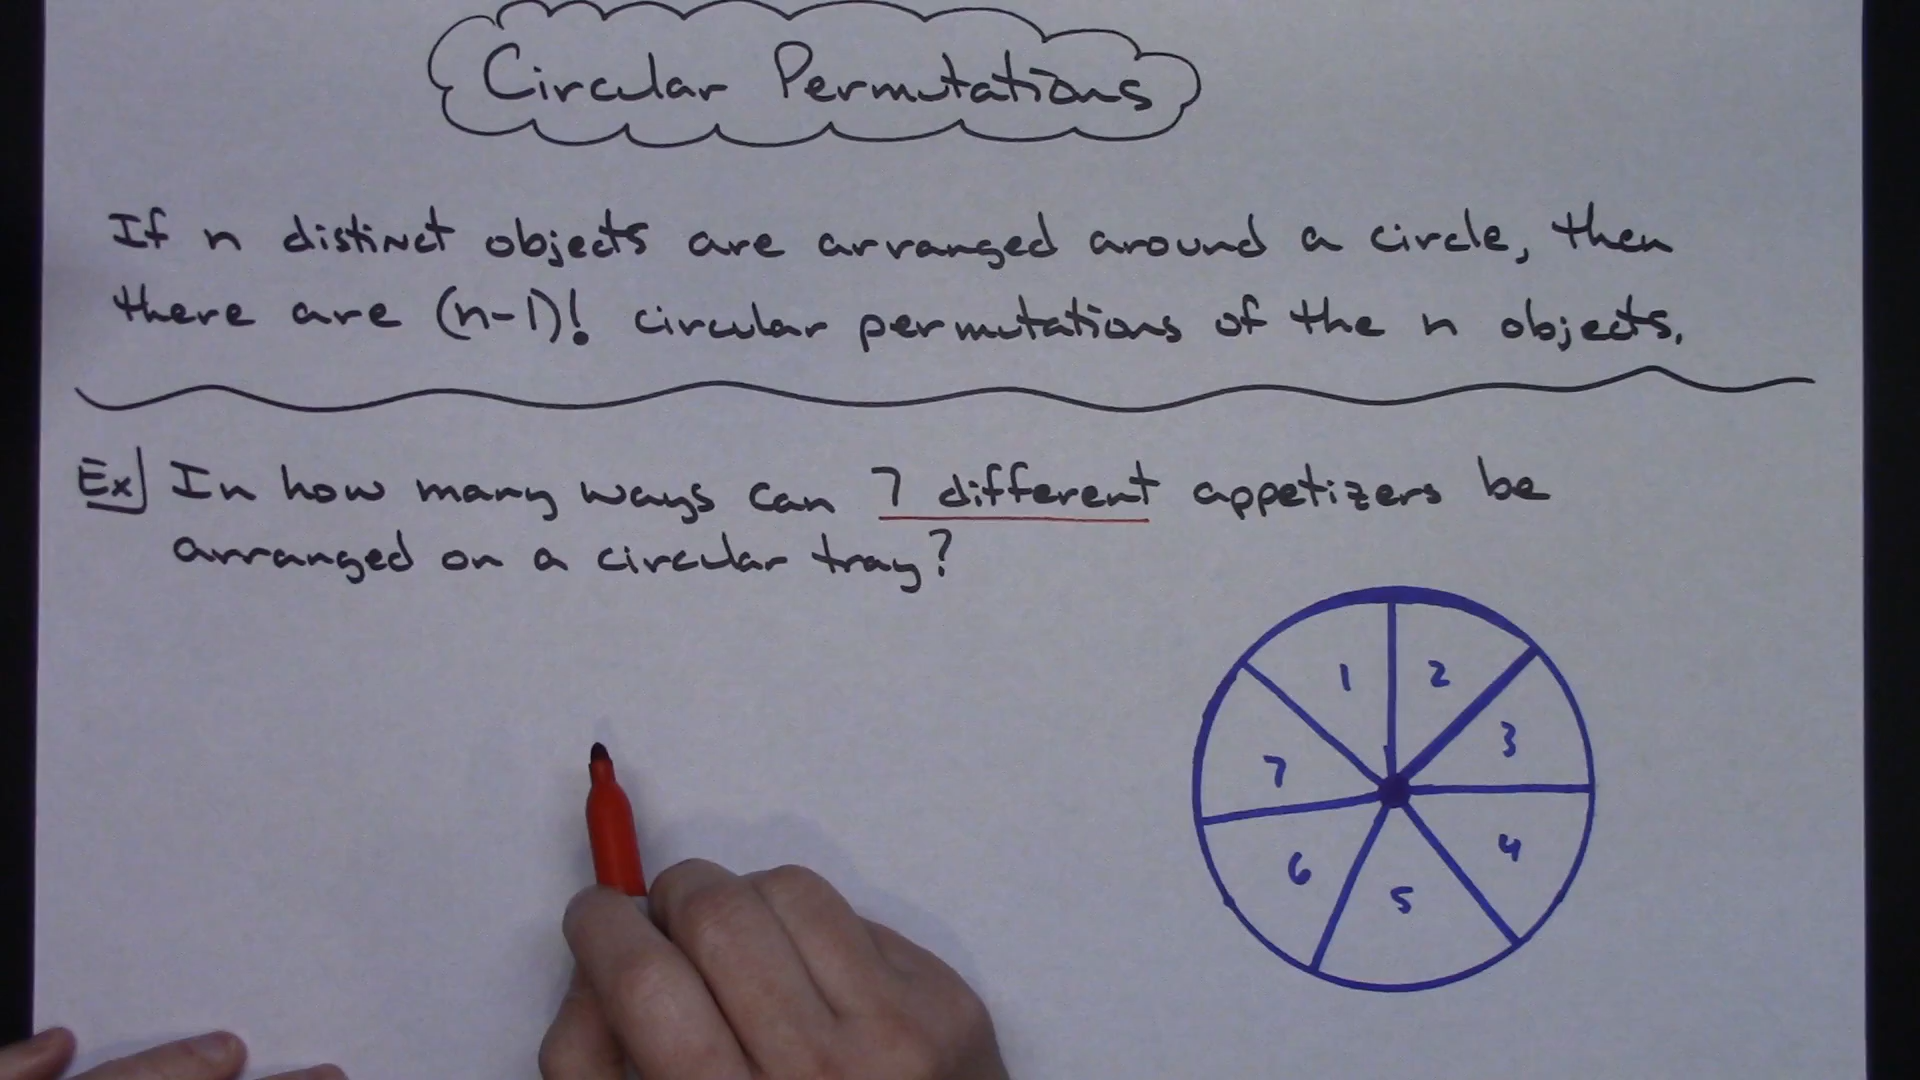 Circular Permutations
If n distinct objects are arranged around a circle, then
there are (n-1)! circular permutations of the n objects.
Ex] In how many ways can 7 different appetizers be
arranged on a circular tray?
1 2
7 3
6 4
5